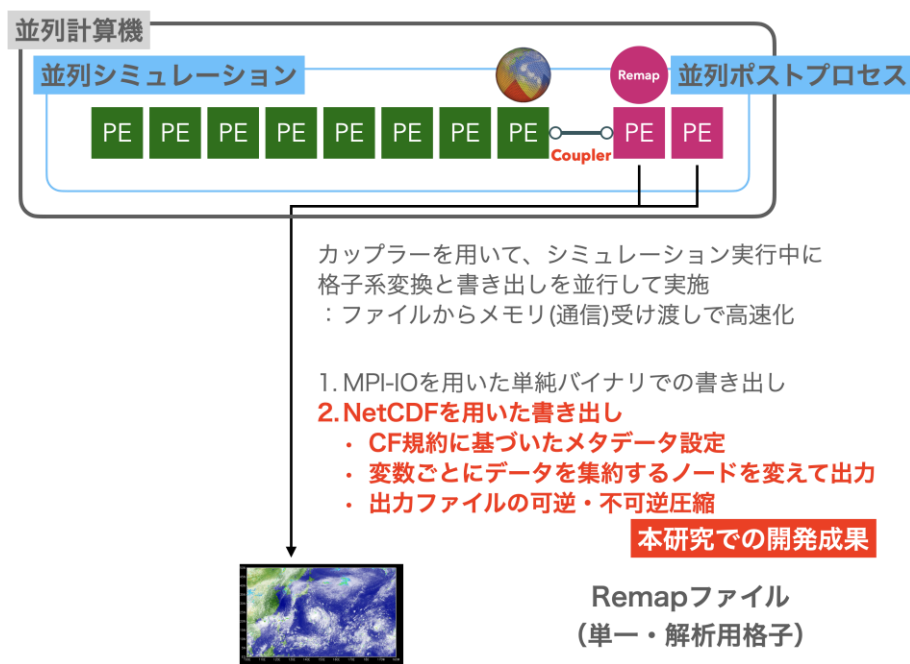 並列計算機
並列シミュレーション
Remap
並列ポストプロセス
PE PE PE PE PE PE PE PE
Coupler
PE PE
カップラーを用いて、シミュレーション実行中に
格子系変換と書き出しを並行して実施
：ファイルからメモリ(通信)受け渡しで高速化
1. MPI-IOを用いた単純バイナリでの書き出し
2. NetCDFを用いた書き出し
・ CF規約に基づいたメタデータ設定
・ 変数ごとにデータを集約するノードを変えて出力
・ 出力ファイルの可逆・不可逆圧縮
本研究での開発成果
Remapファイル
（単一・解析用格子）